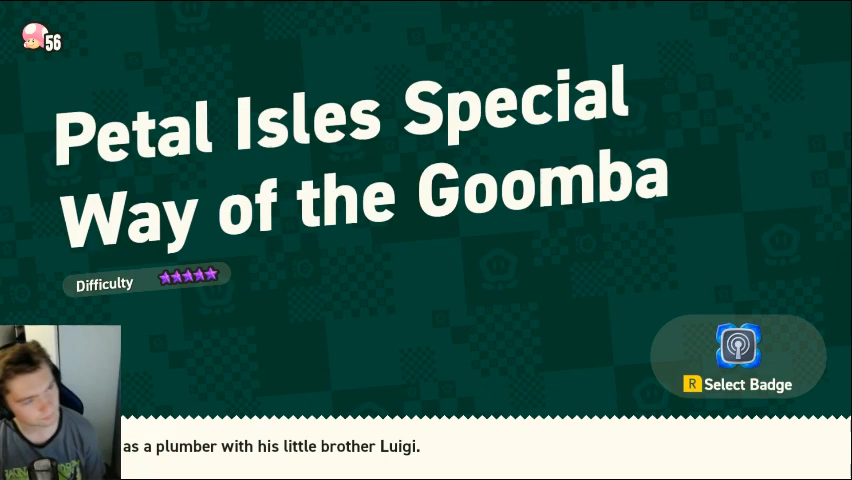 56
Petal Isles Special
Way of the Goomba
Difficulty
R Select Badge
as a plumber with his little brother Luigi.